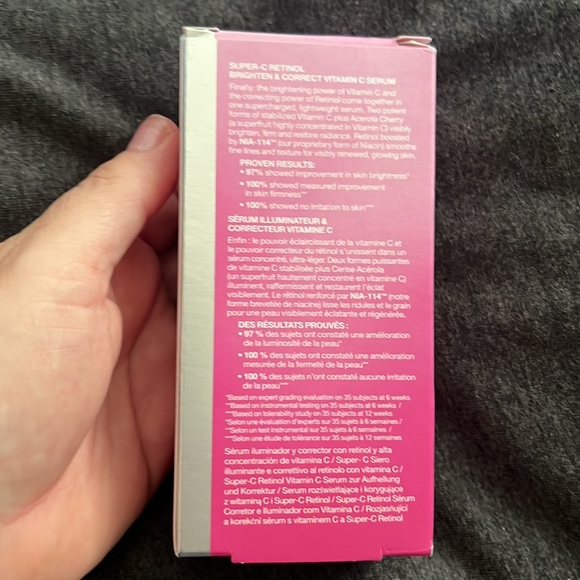 SUPER-C RETINOL
BRIGHTEN & CORRECT VITAMIN C SERUM
Finally: the brightening power of Vitamin C and
the correcting power of Retinol come together in
one supercharged, lightweight serum. Two potent
forms of stabilized Vitamin C plus Acerola Cherry
(a superfruit highly concentrated in Vitamin C) visibly
brighten, firm and restore radiance. Retinol boosted
by NIA-114™ (our proprietary form of Niacin) smooths
fine lines and texture for visibly renewed, glowing skin.
PROVEN RESULTS:
• 97% showed improvement in skin brightness*
• 100% showed measured improvement
in skin firmness**
• 100% showed no irritation to skin***
SÉRUM ILLUMINATEUR &
CORRECTEUR VITAMINE C
Enfin : le pouvoir éclaircissant de la vitamine C et
le pouvoir correcteur du rétinol s'unissent dans un
sérum concentré, ultra-léger. Deux formes puissantes
de vitamine C stabilisée plus Cerise Acérola
(un superfruit hautement concentré en vitamine C)
illuminent, raffermissent et restaurent l'éclat
visiblement. Le rétinol renforcé par NIA-114™ (notre
forme brevetée de niacine) lisse les ridules et le grain
pour une peau visiblement éclatante et régénérée.
DES RÉSULTATS PROUVÉS :
• 97 % des sujets ont constaté une amélioration
de la luminosité de la peau*
• 100 % des sujets ont constaté une amélioration
mesurée de la fermeté de la peau**
• 100 % des sujets n'ont constaté aucune irritation
de la peau***
*Based on expert grading evaluation on 35 subjects at 6 weeks
**Based on instrumental testing on 35 subjects at 6 weeks /
***Based on tolerability study on 35 subjects at 12 weeks
*Selon une évaluation d'experts sur 35 sujets à 6 semaines /
**Selon un test instrumental sur 35 sujets à 6 semaines /
***Selon une étude de tolérance sur 35 sujets à 12 semaines
Sérum iluminador y corrector con retinol y alta
concentración de vitamina C / Super- C Siero
illuminante e correttivo al retinolo con vitamina C /
Super-C Retinol Vitamin C Serum zur Aufhellung
und Korrektur / Serum rozświetlające i korygujące
z witaminą C i Super-C Retinol / Super-C Retinol Sérum
Corretor e Iluminador com Vitamina C / Rozjasňující
a korekční sérum s vitaminem C a Super-C Retinol